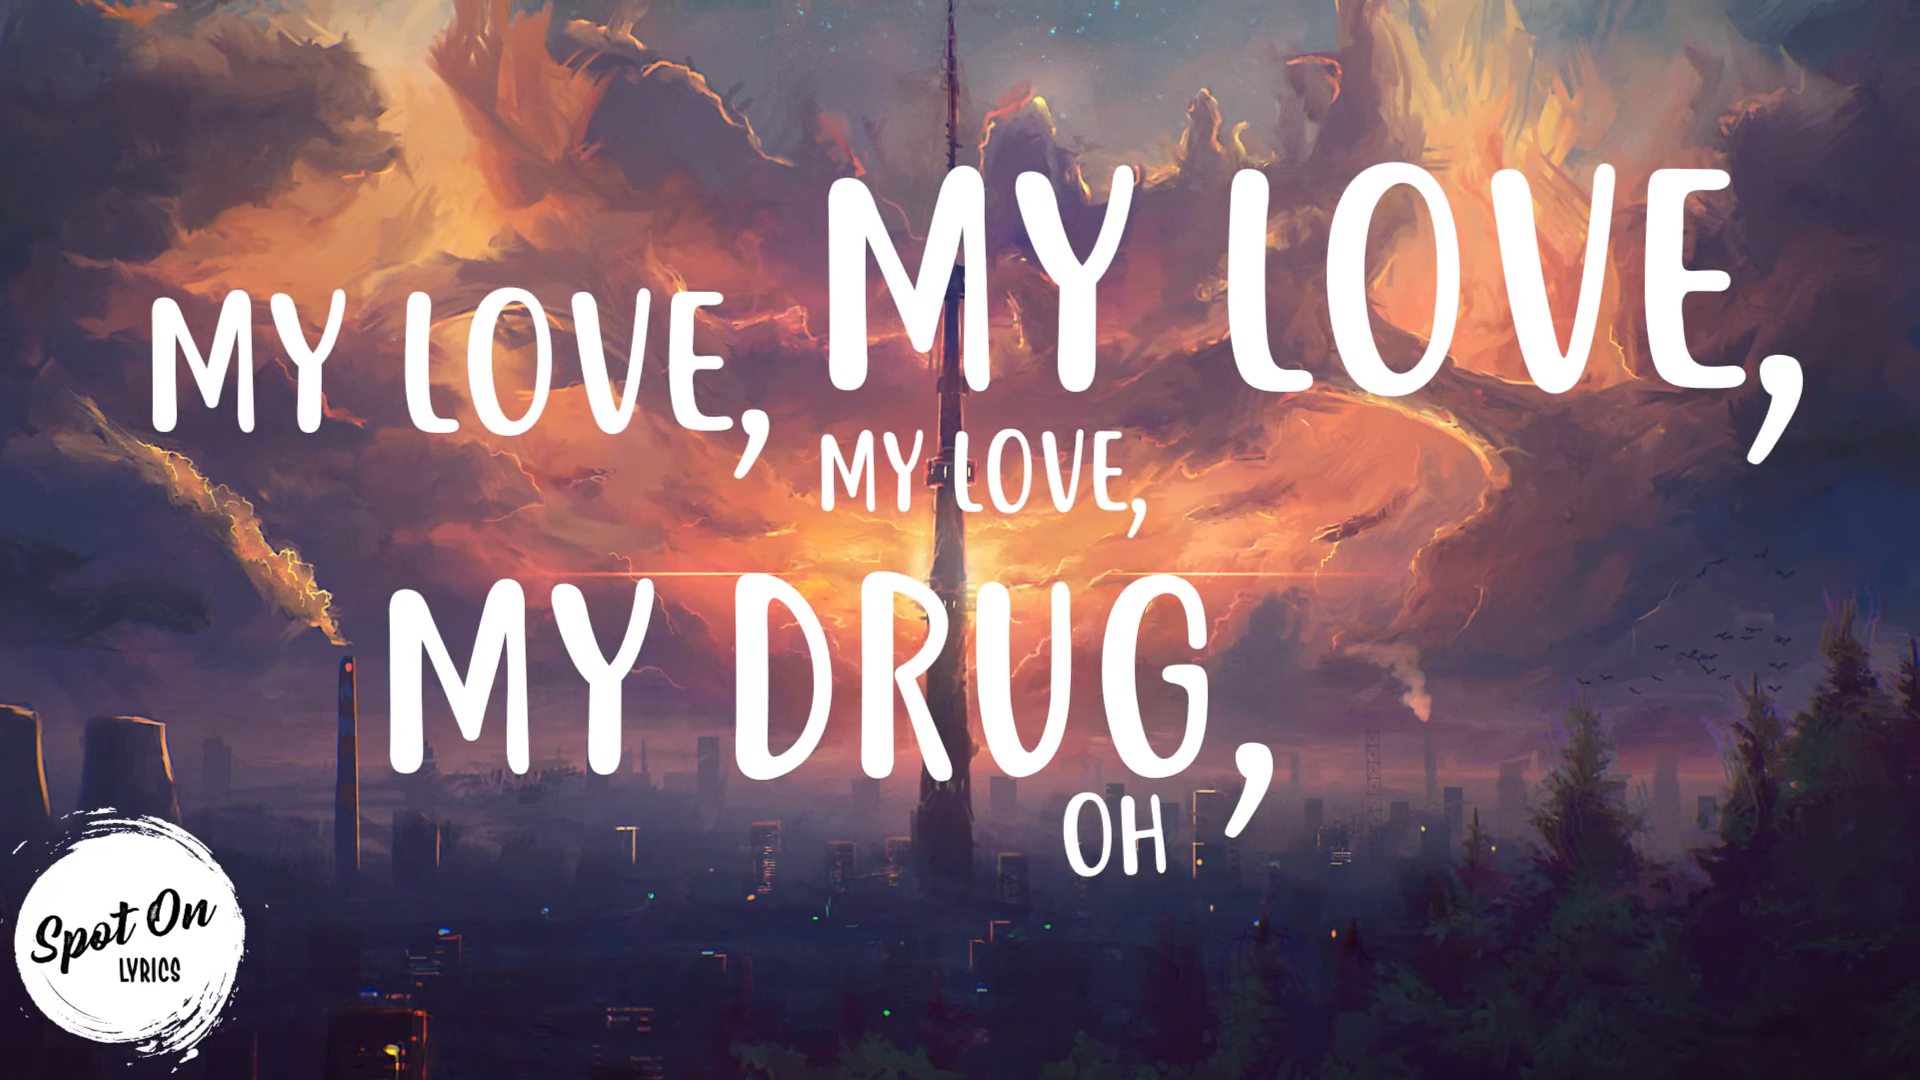 MY LOVE, MY LOVE,
MY LOVE,
MY DRUG,
OH
Spot On
LYRICS